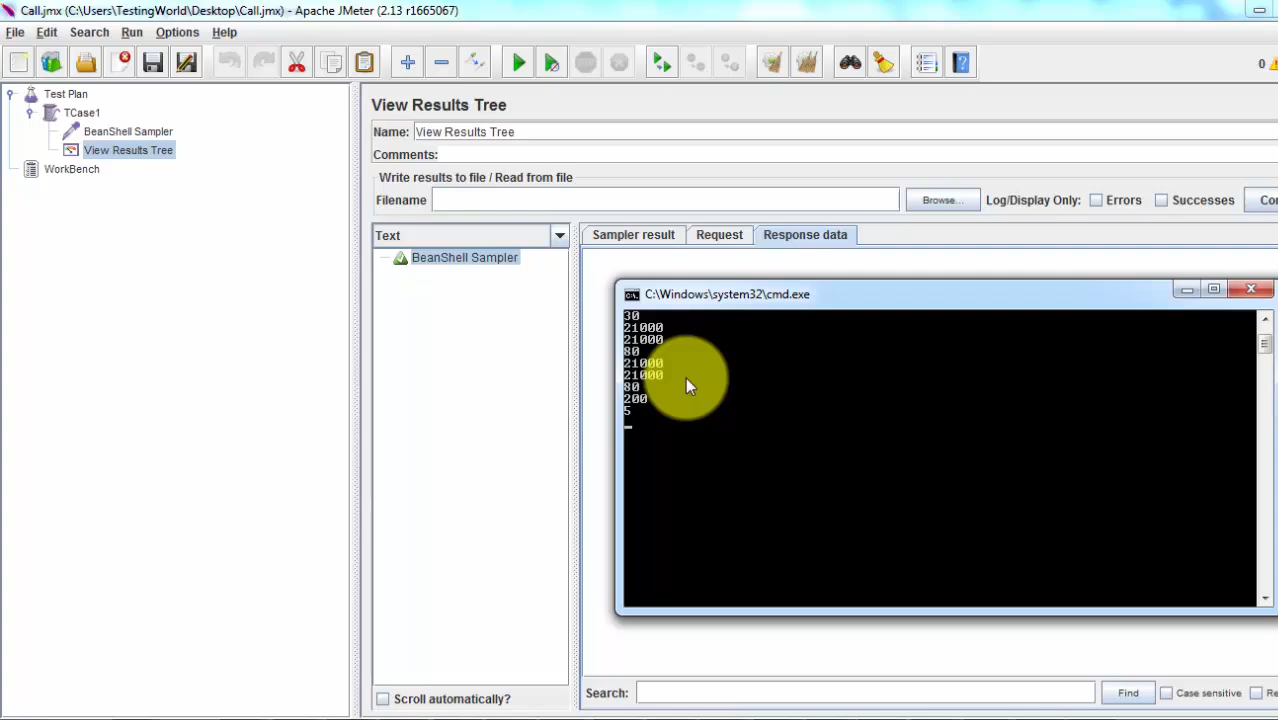 Call.jmx (C:\Users\TestingWorld\Desktop\Call.jmx) - Apache JMeter (2.13 r1665067)
File Edit Search Run Options Help
0
Test Plan
TCase1
BeanShell Sampler
View Results Tree
WorkBench
View Results Tree
Name: View Results Tree
Comments:
Write results to file / Read from file
Filename Browse... Log/Display Only: Errors Successes Co
Text
BeanShell Sampler
Scroll automatically?
Sampler result Request Response data
C:\Windows\system32\cmd.exe
30
21000
21000
80
21000
21000
80
200
5
Search: Find Case sensitive Re